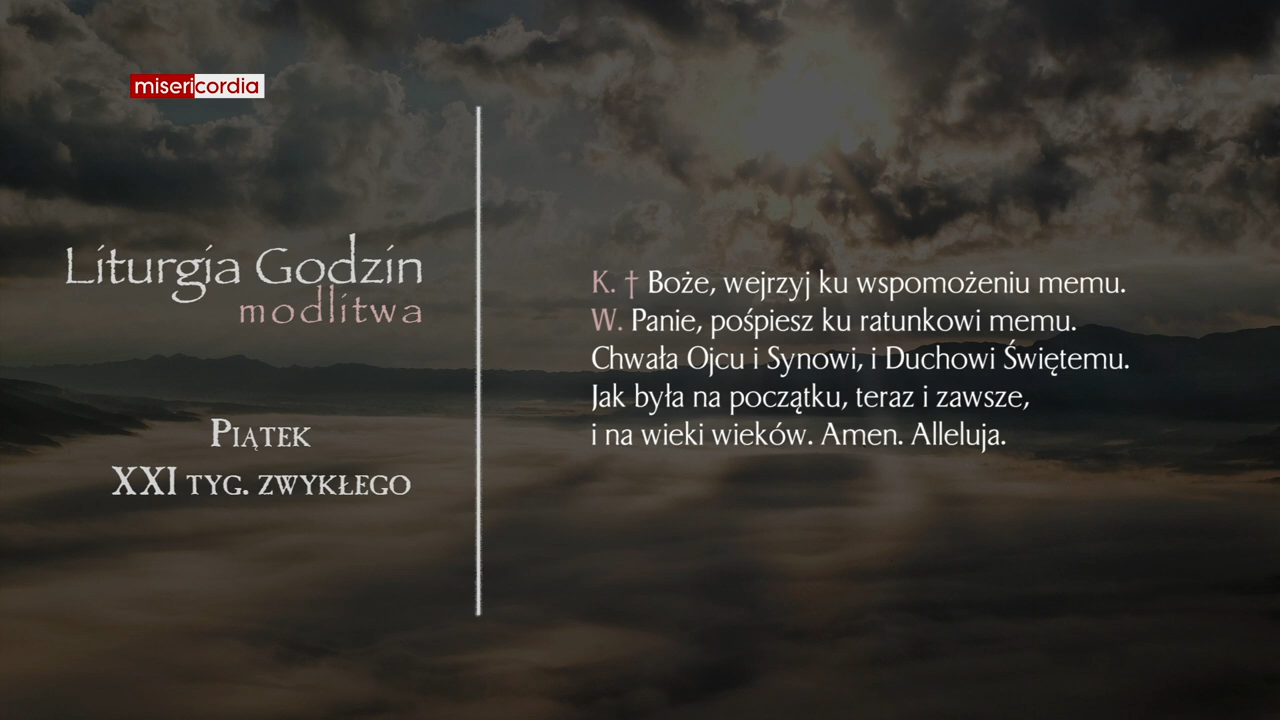 misericordia
Liturgia Godzin
modlitwa
Piątek
XXI tyg. zwykłego
K. † Boże, wejrzyj ku wspomożeniu memu.
W. Panie, pośpiesz ku ratunkowi memu.
Chwała Ojcu i Synowi, i Duchowi Świętemu.
Jak była na początku, teraz i zawsze,
i na wieki wieków. Amen. Alleluja.